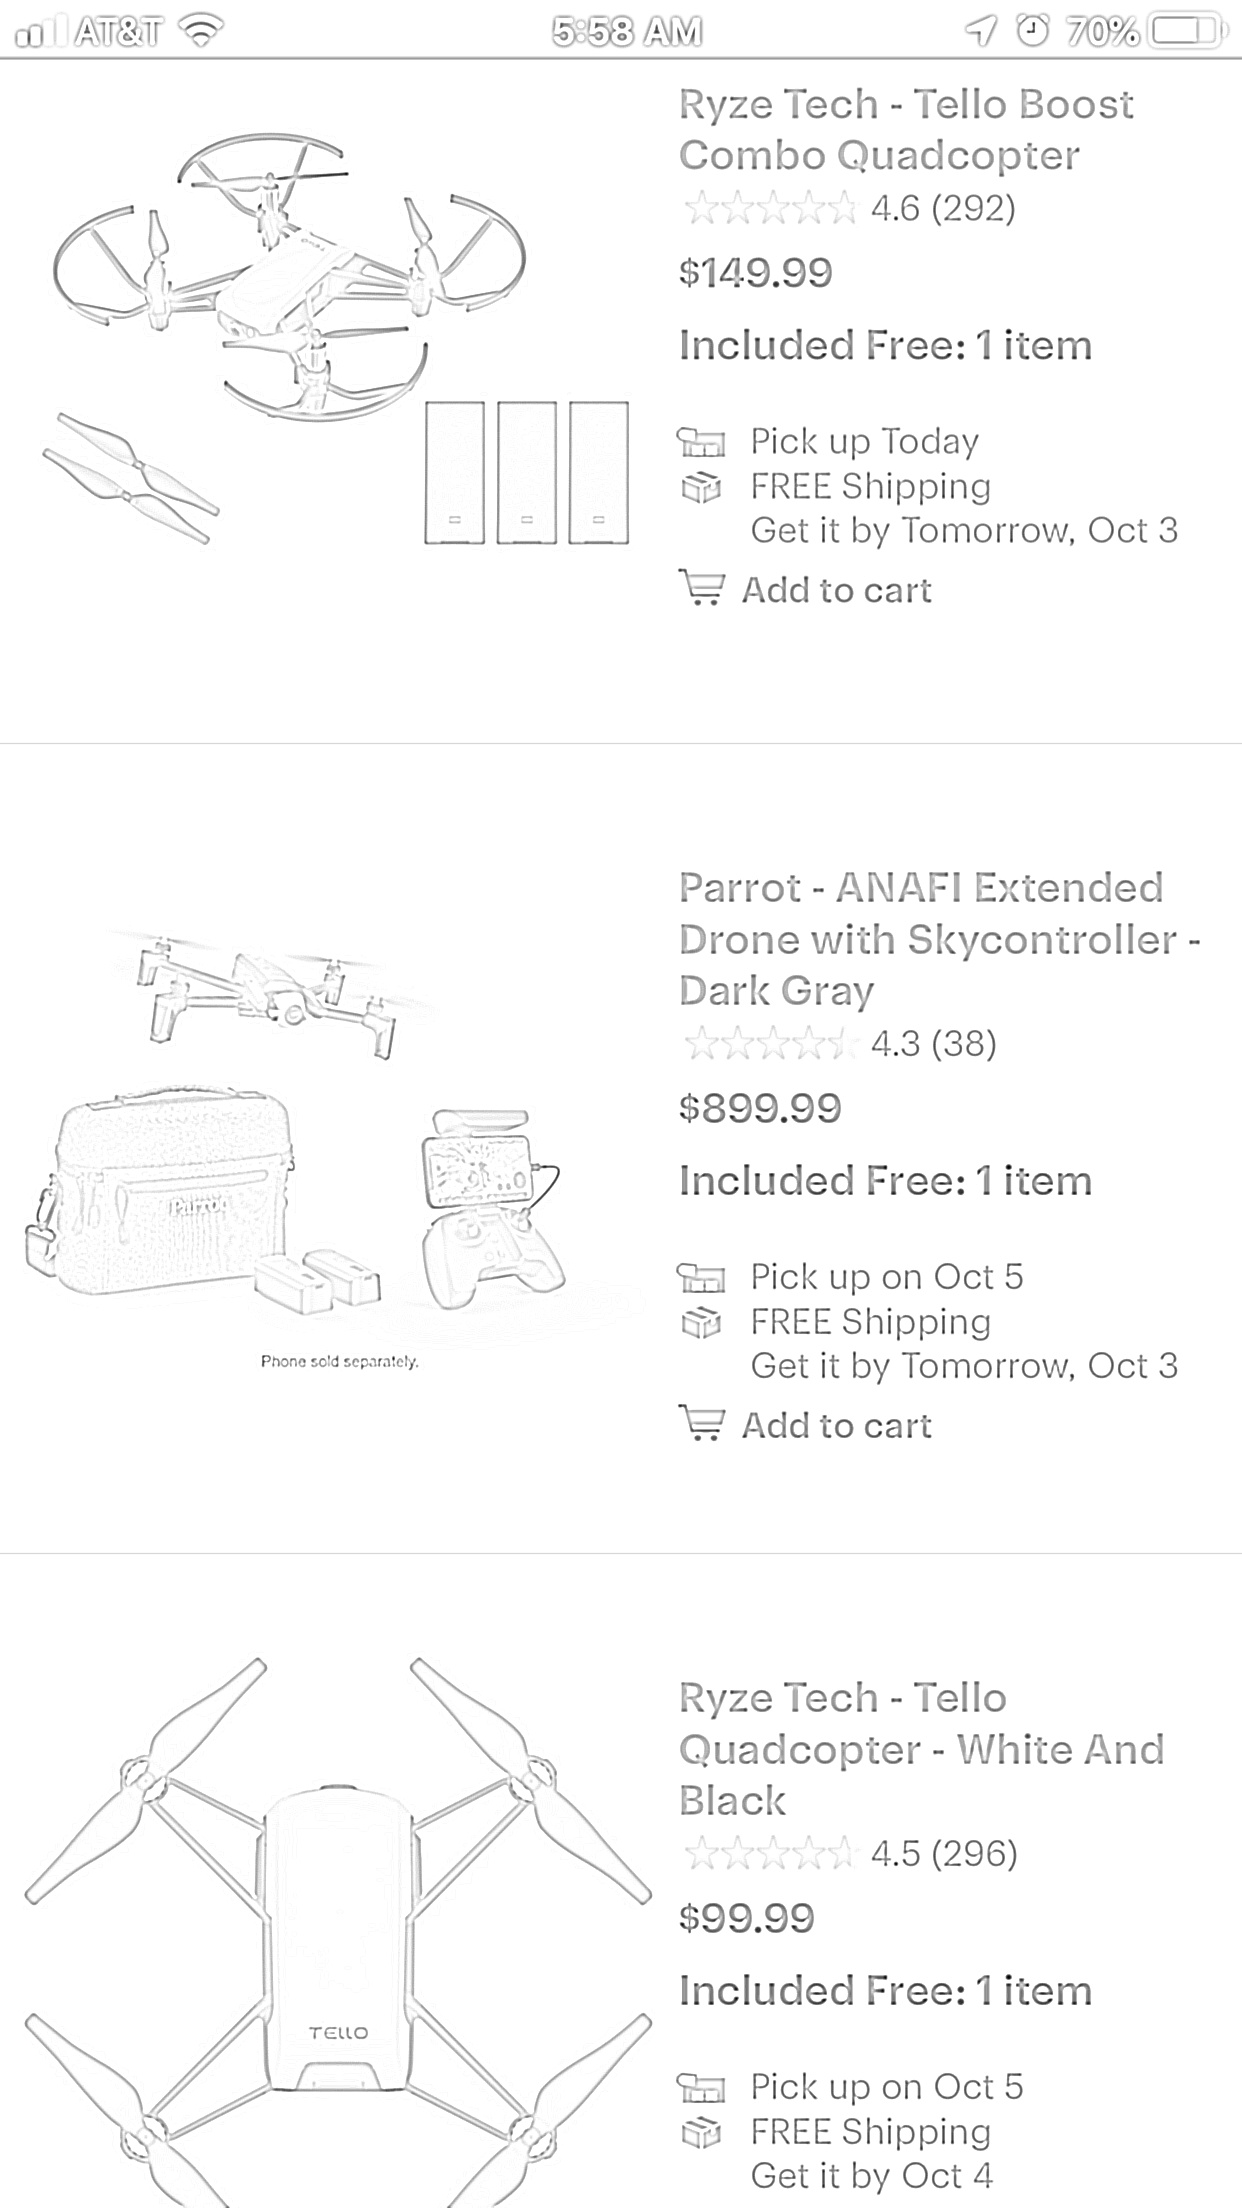 AT&T 5:58 AM 70%
Ryze Tech - Tello Boost
Combo Quadcopter
4.6 (292)
$149.99
Included Free: 1 item
Pick up Today
FREE Shipping
Get it by Tomorrow, Oct 3
Add to cart
Parrot - ANAFI Extended
Drone with Skycontroller -
Dark Gray
4.3 (38)
$899.99
Included Free: 1 item
Pick up on Oct 5
FREE Shipping
Get it by Tomorrow, Oct 3
Add to cart
Parrot
Phone sold separately.
Ryze Tech - Tello
Quadcopter - White And
Black
4.5 (296)
$99.99
Included Free: 1 item
Pick up on Oct 5
FREE Shipping
Get it by Oct 4
TELLO